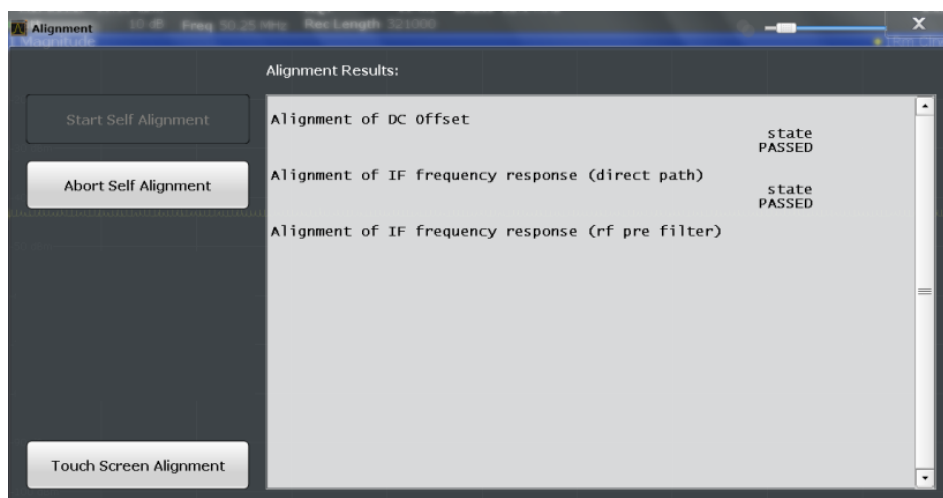 Alignment
10 dB Freq 50.25 MHz Rec Length 321000
Magnitude
Alignment Results:
Start Self Alignment
Abort Self Alignment
Touch Screen Alignment
Alignment of DC Offset
state
PASSED
Alignment of IF frequency response (direct path)
state
PASSED
Alignment of IF frequency response (rf pre filter)